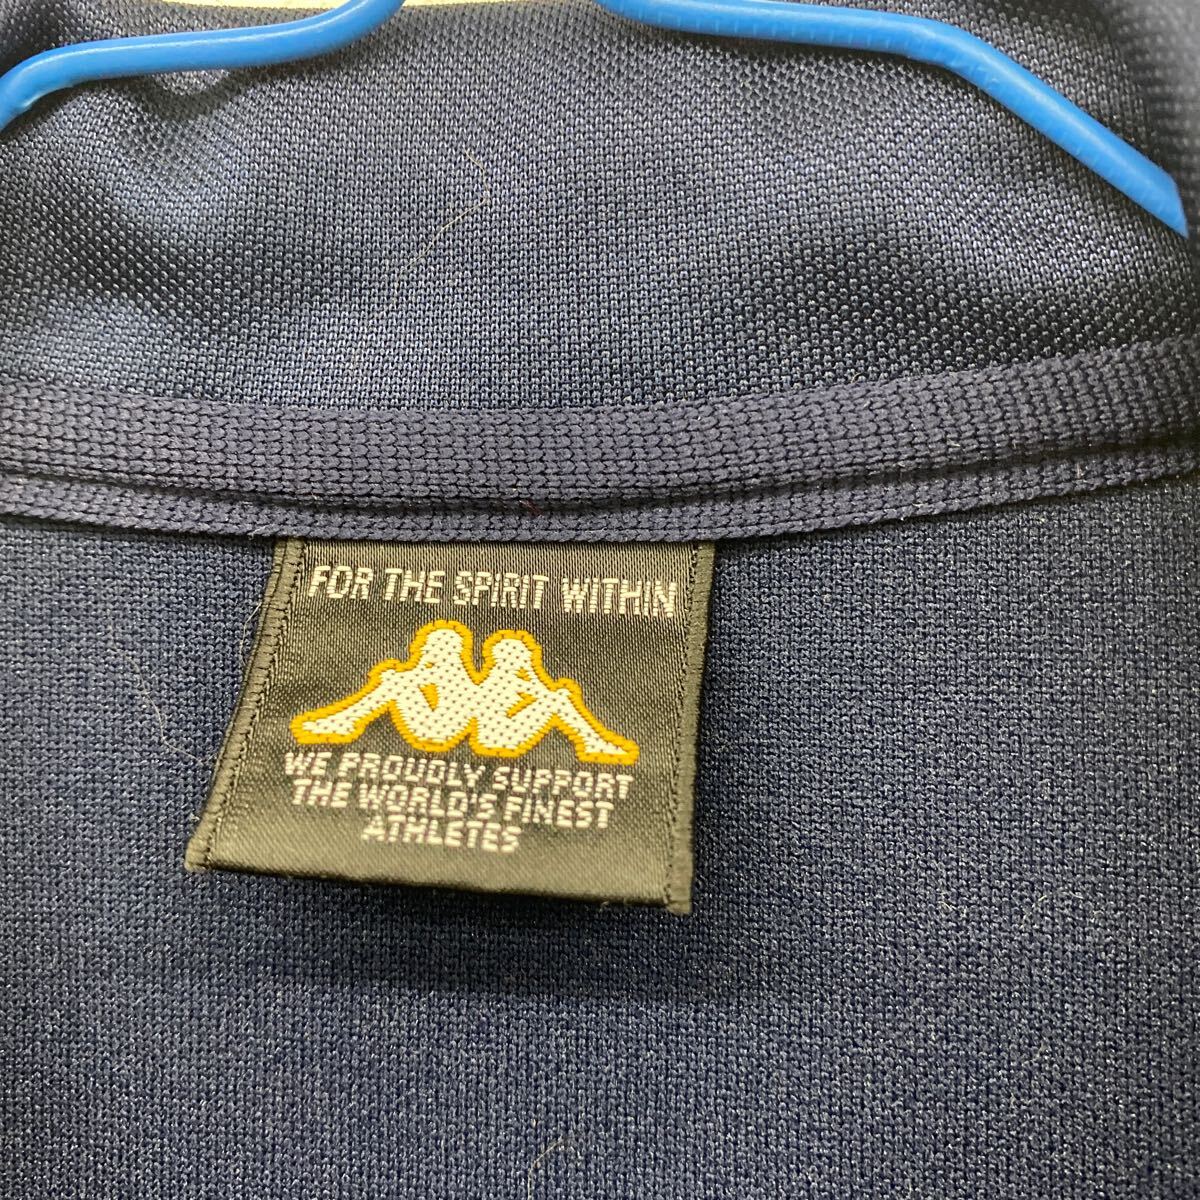 FOR THE SPIRIT WITHIN
WE PROUDLY SUPPORT
THE WORLD'S FINEST
ATHLETES